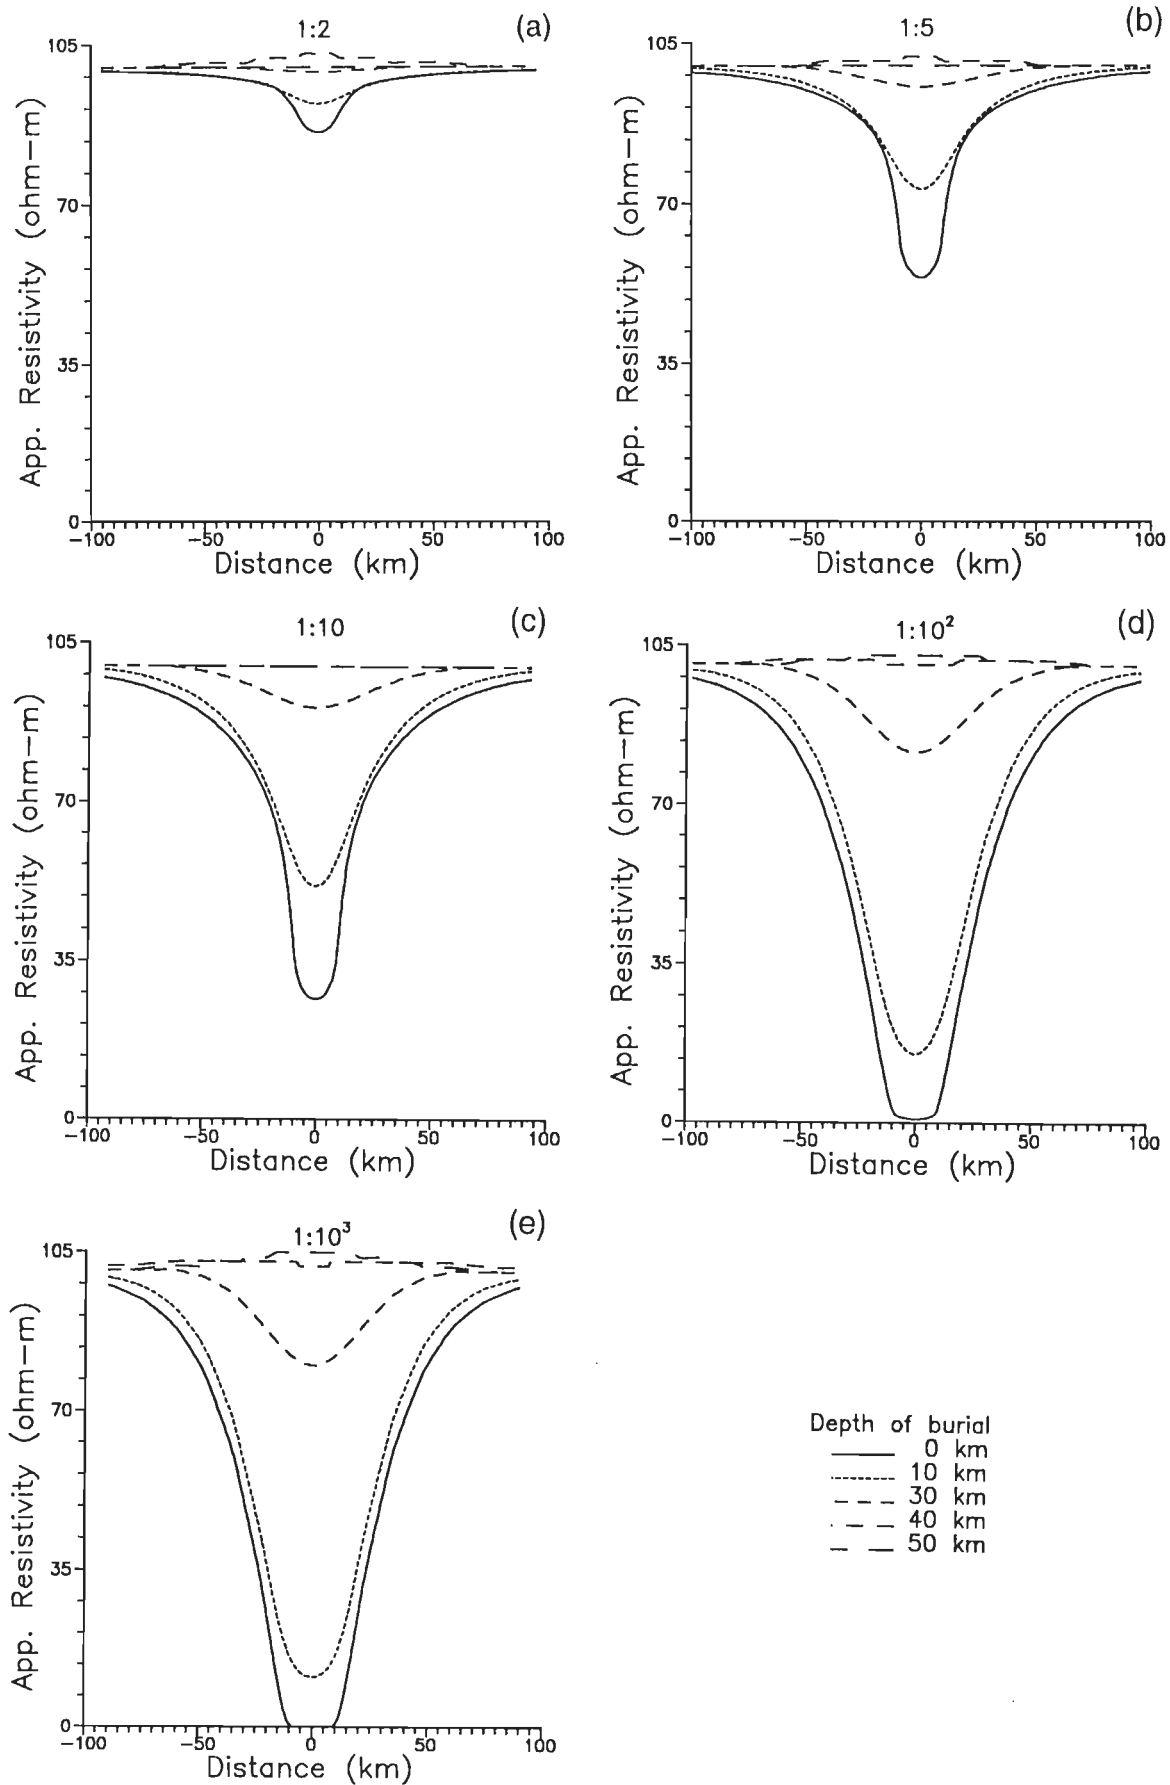 1:2 (a)
105
70
35
0
App. Resistivity (ohm-m)
-100 -50 0 50 100
Distance (km)
1:5 (b)
105
70
35
0
App. Resistivity (ohm-m)
-100 -50 0 50 100
Distance (km)
1:10 (c)
105
70
35
0
App. Resistivity (ohm-m)
-100 -50 0 50 100
Distance (km)
1:10² (d)
105
70
35
0
App. Resistivity (ohm-m)
-100 -50 0 50 100
Distance (km)
1:10³ (e)
105
70
35
0
App. Resistivity (ohm-m)
-100 -50 0 50 100
Distance (km)
Depth of burial
0 km
10 km
30 km
40 km
50 km